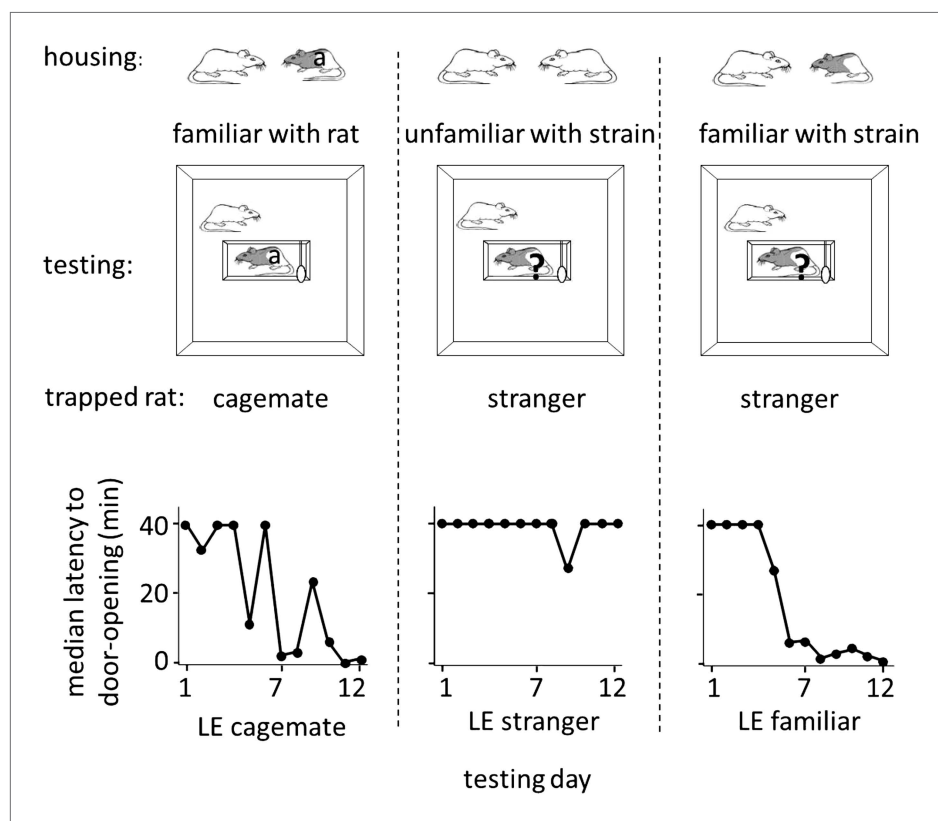 housing:
a
familiar with rat
unfamiliar with strain
familiar with strain
testing:
a
?
?
trapped rat:
cagemate
stranger
stranger
median latency to
door-opening (min)
40
20
0
1
7
12
1
7
12
1
7
12
LE cagemate
LE stranger
LE familiar
testing day